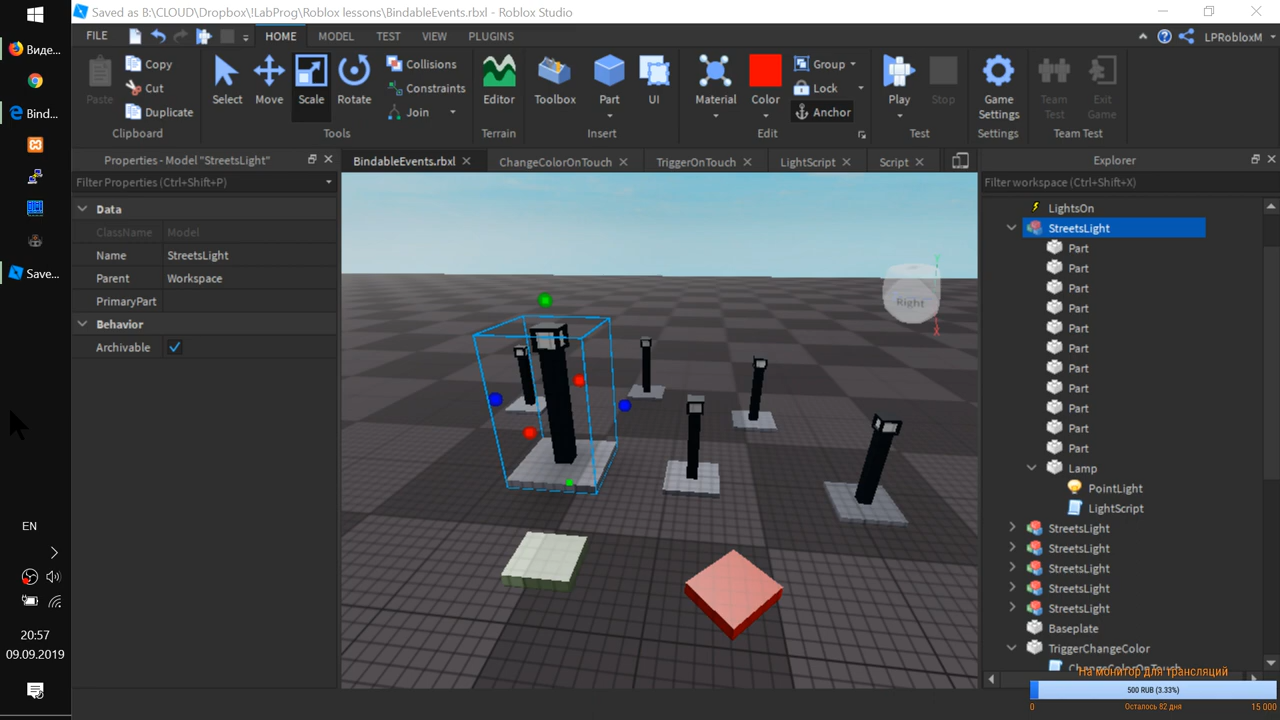 Saved as B:\CLOUD\Dropbox\!LabProg\Roblox lessons\BindableEvents.rbxl - Roblox Studio
Виде...
Bind...
Save...
EN
20:57
09.09.2019
FILE
HOME
MODEL
TEST
VIEW
PLUGINS
LPRobloxM
Paste
Copy
Cut
Duplicate
Clipboard
Select
Move
Scale
Rotate
Collisions
Constraints
Join
Tools
Editor
Terrain
Toolbox
Part
UI
Insert
Material
Color
Group
Lock
Anchor
Edit
Play
Stop
Test
Game
Settings
Settings
Team
Test
Exit
Game
Team Test
Properties - Model "StreetsLight"
Filter Properties (Ctrl+Shift+P)
Data
ClassName Model
Name StreetsLight
Parent Workspace
PrimaryPart
Behavior
Archivable
BindableEvents.rbxl
ChangeColorOnTouch
TriggerOnTouch
LightScript
Script
Right
Y
X
Explorer
Filter workspace (Ctrl+Shift+X)
LightsOn
StreetsLight
Part
Part
Part
Part
Part
Part
Part
Part
Part
Part
Part
Lamp
PointLight
LightScript
StreetsLight
StreetsLight
StreetsLight
StreetsLight
StreetsLight
Baseplate
TriggerChangeColor
ChangeColorOnTouch
На монитор для трансляций
500 RUB (3.33%)
0 Осталось 82 дня 15 000